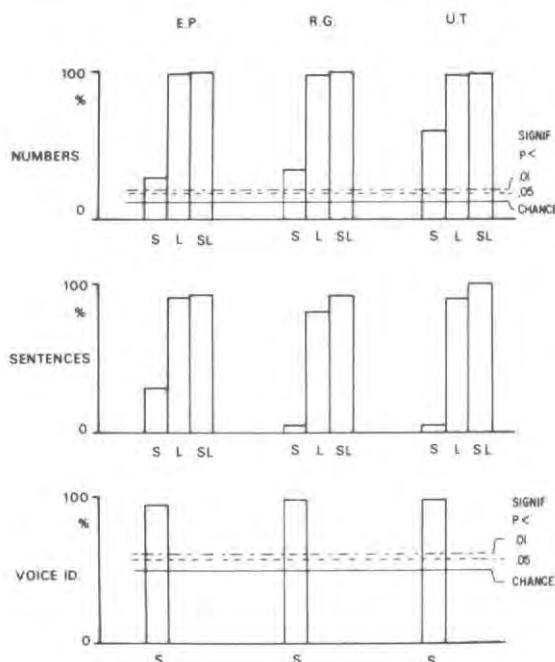 E.P. R.G. U.T
100
%
NUMBERS
0
SIGNIF
P<
.01
.05
CHANCE
S L SL S L SL S L SL
100
%
SENTENCES
0
S L SL S L SL S L SL
100
%
VOICE ID.
0
SIGNIF
P<
.01
.05
CHANCE
S S S